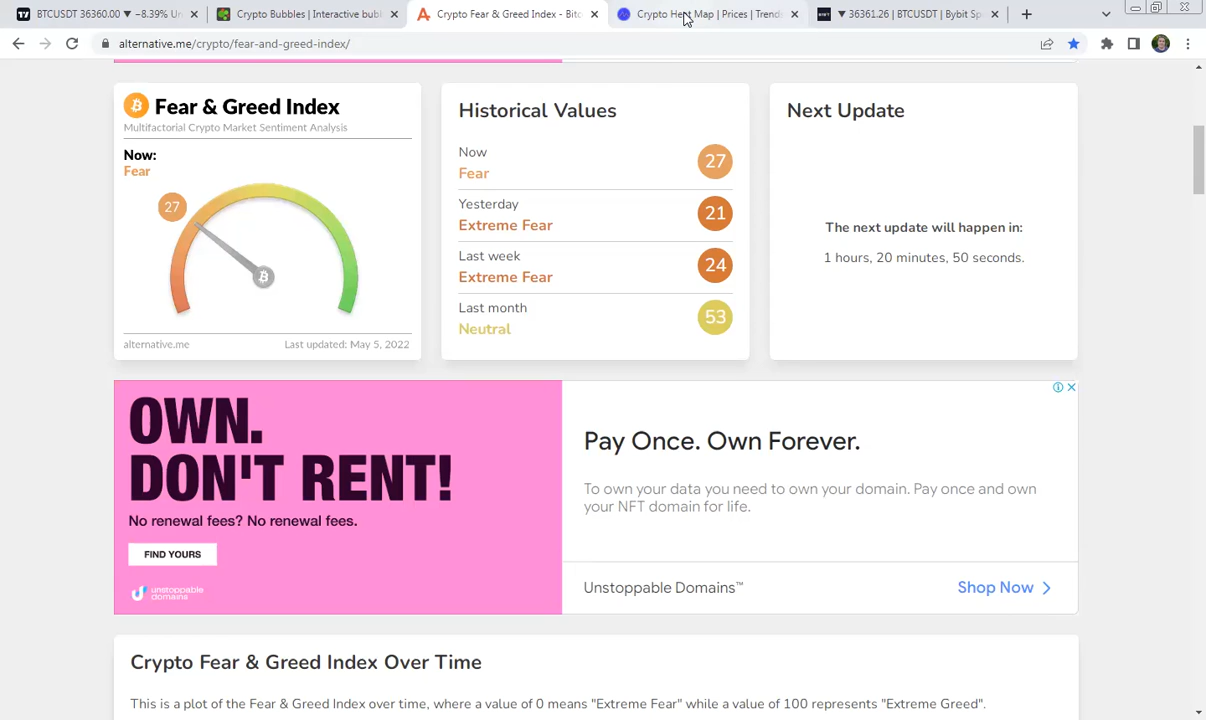 BTCUSDT 36360.00 ▼ −8.39% Un
Crypto Bubbles | Interactive bubl
Crypto Fear & Greed Index - Bitc
Crypto Heat Map | Prices | Trend
▼ 36361.26 | BTCUSDT | Bybit Sp
alternative.me/crypto/fear-and-greed-index/
Fear & Greed Index
Multifactorial Crypto Market Sentiment Analysis
Now:
Fear
27
alternative.me
Last updated: May 5, 2022
Historical Values
Now
Fear
27
Yesterday
Extreme Fear
21
Last week
Extreme Fear
24
Last month
Neutral
53
Next Update
The next update will happen in:
1 hours, 20 minutes, 50 seconds.
OWN.
DON'T RENT!
No renewal fees? No renewal fees.
FIND YOURS
unstoppable
domains
Pay Once. Own Forever.
To own your data you need to own your domain. Pay once and own
your NFT domain for life.
Unstoppable Domains™
Shop Now
Crypto Fear & Greed Index Over Time
This is a plot of the Fear & Greed Index over time, where a value of 0 means "Extreme Fear" while a value of 100 represents "Extreme Greed".